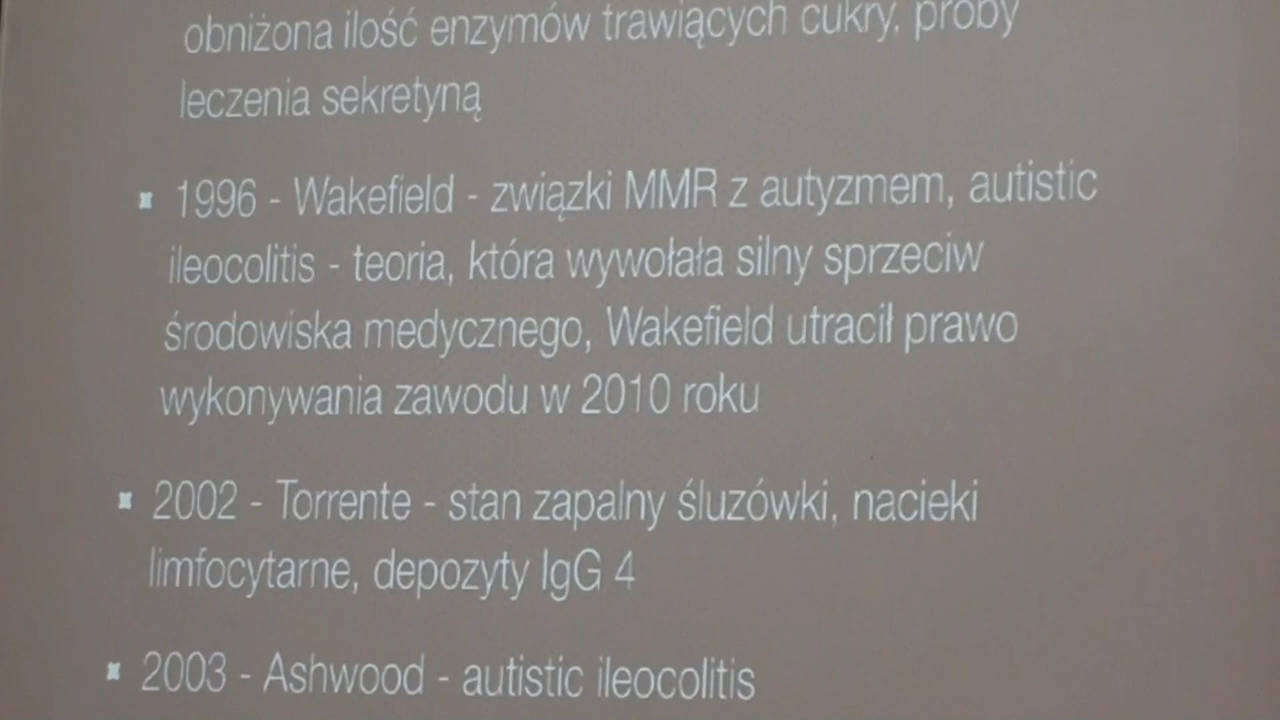 obniżona ilość enzymów trawiących cukry, próby
leczenia sekretyną
1996 - Wakefield - związki MMR z autyzmem, autistic
ileocolitis - teoria, która wywołała silny sprzeciw
środowiska medycznego, Wakefield utracił prawo
wykonywania zawodu w 2010 roku
2002 - Torrente - stan zapalny śluzówki, nacieki
limfocytarne, depozyty IgG 4
2003 - Ashwood - autistic ileocolitis